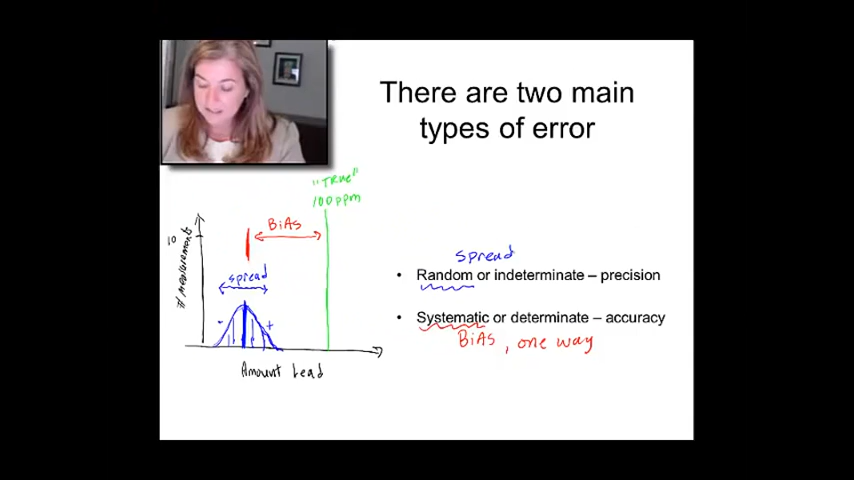 There are two main
types of error
"TRUE"
100 ppm
BiAS
10
# measurements
spread
- +
Amount Lead
spread
• Random or indeterminate – precision
• Systematic or determinate – accuracy
BiAS, one way